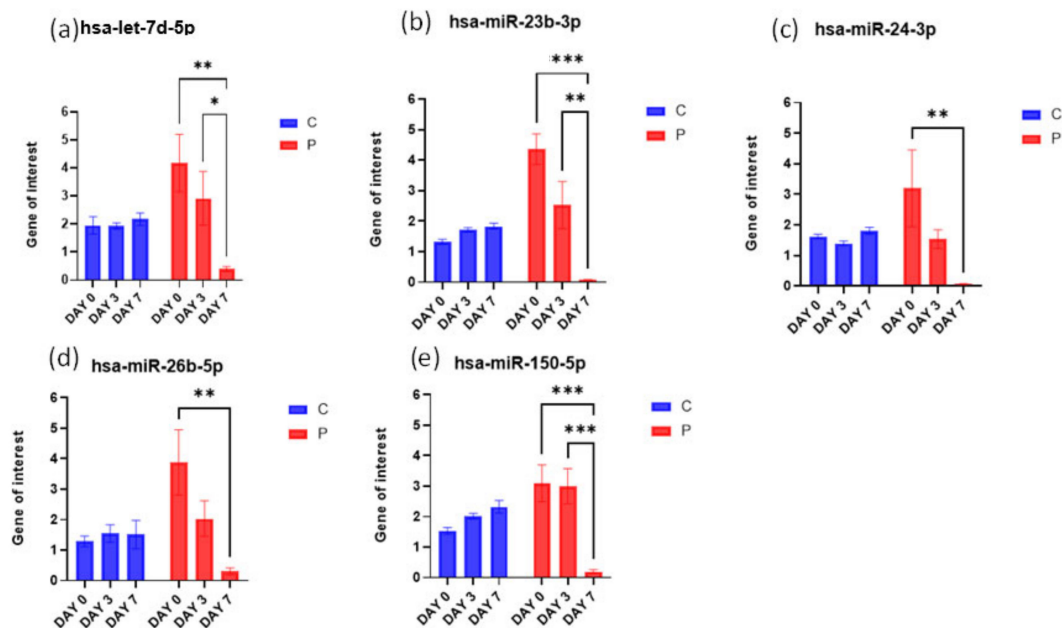 (a) hsa-let-7d-5p
**
*
C
P
6
5
4
3
2
1
0
Gene of interest
DAY 0
DAY 3
DAY 7
DAY 0
DAY 3
DAY 7
(b) hsa-miR-23b-3p
***
**
C
P
6
5
4
3
2
1
0
Gene of interest
DAY 0
DAY 3
DAY 7
DAY 0
DAY 3
DAY 7
(c) hsa-miR-24-3p
**
C
P
6
5
4
3
2
1
0
Gene of interest
DAY 0
DAY 3
DAY 7
DAY 0
DAY 3
DAY 7
(d) hsa-miR-26b-5p
**
C
P
6
5
4
3
2
1
0
Gene of interest
DAY 0
DAY 3
DAY 7
DAY 0
DAY 3
DAY 7
(e) hsa-miR-150-5p
***
***
C
P
6
5
4
3
2
1
0
Gene of interest
DAY 0
DAY 3
DAY 7
DAY 0
DAY 3
DAY 7